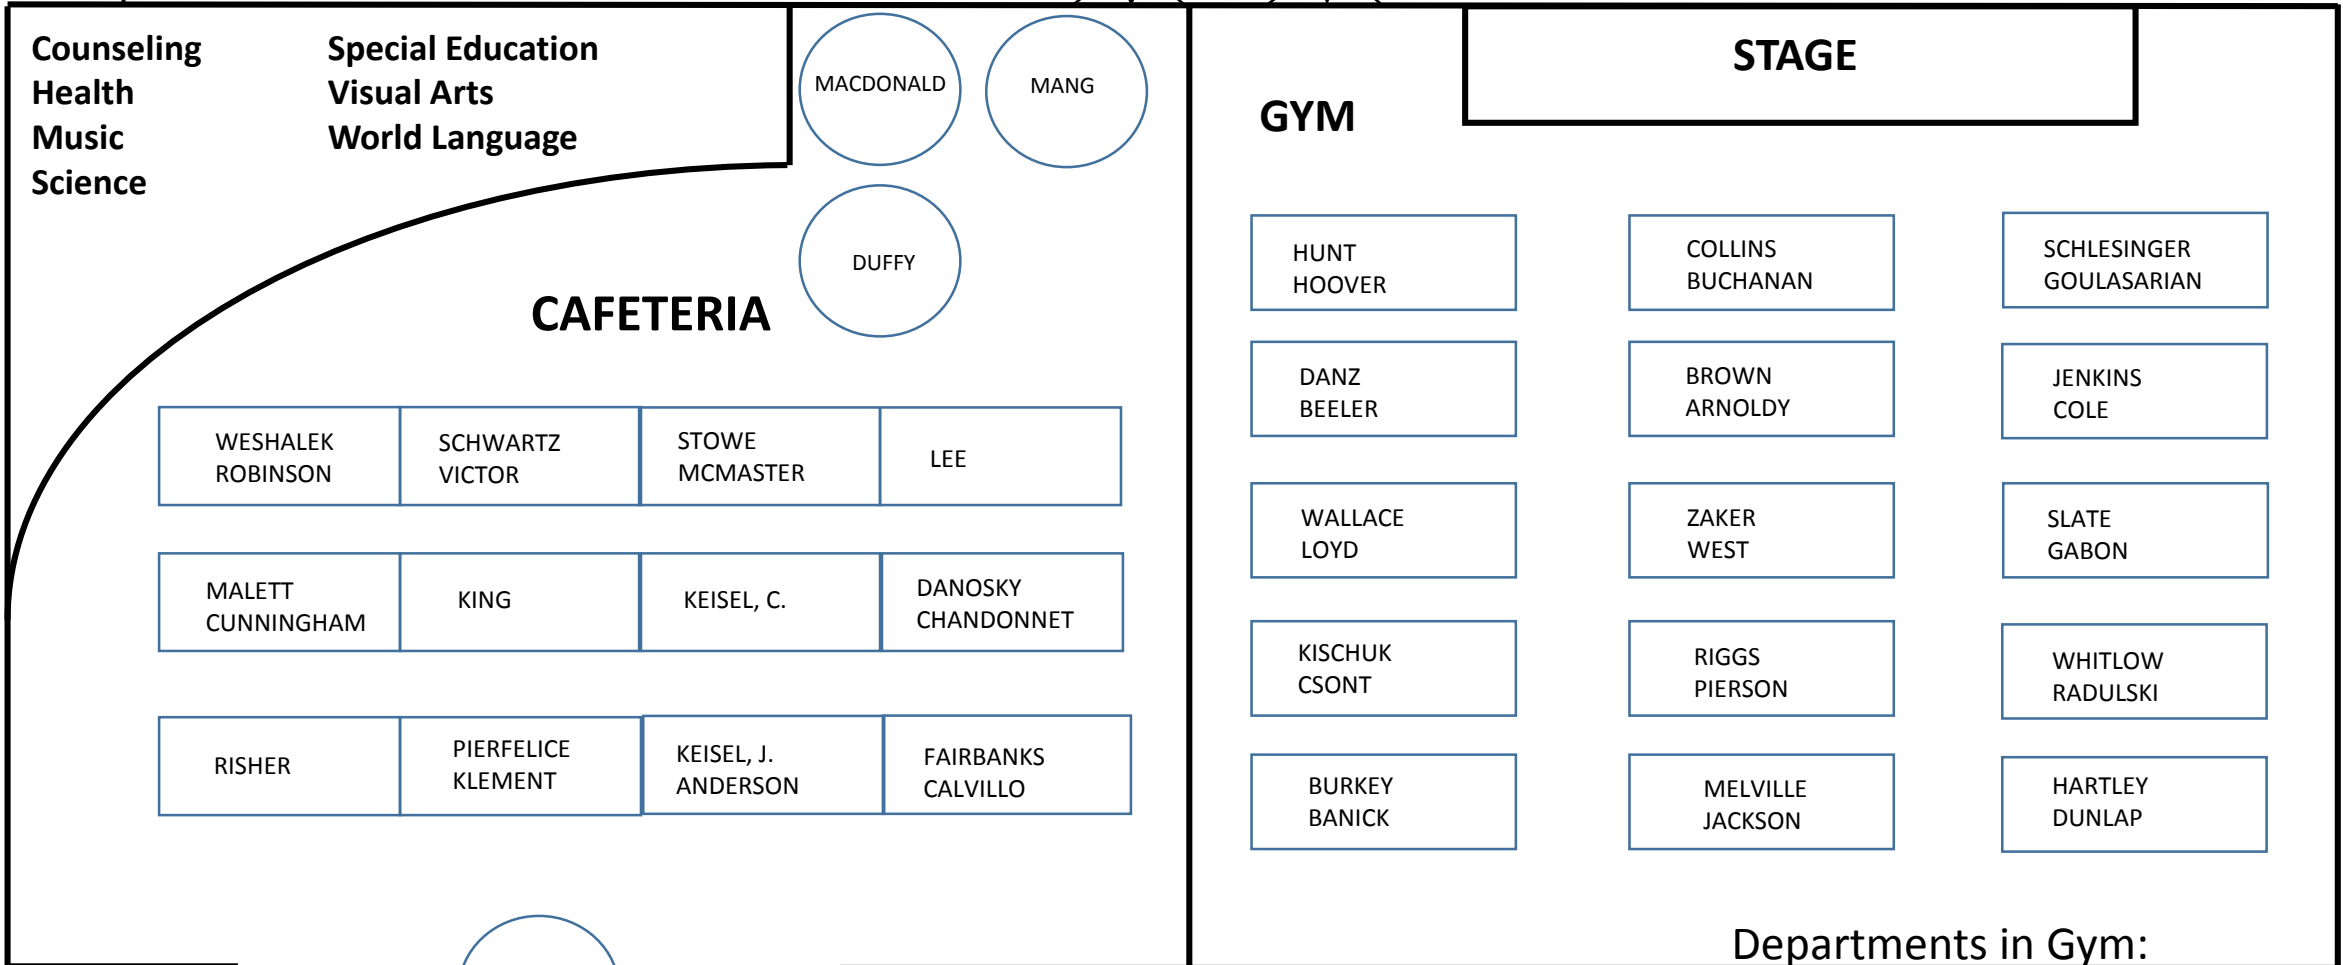 Counseling
Health
Music
Science
Special Education
Visual Arts
World Language
MACDONALD
MANG
DUFFY
CAFETERIA
WESHALEK
ROBINSON
SCHWARTZ
VICTOR
STOWE
MCMASTER
LEE
MALETT
CUNNINGHAM
KING
KEISEL, C.
DANOSKY
CHANDONNET
RISHER
PIERFELICE
KLEMENT
KEISEL, J.
ANDERSON
FAIRBANKS
CALVILLO
STAGE
GYM
HUNT
HOOVER
COLLINS
BUCHANAN
SCHLESINGER
GOULASARIAN
DANZ
BEELER
BROWN
ARNOLDY
JENKINS
COLE
WALLACE
LOYD
ZAKER
WEST
SLATE
GABON
KISCHUK
CSONT
RIGGS
PIERSON
WHITLOW
RADULSKI
BURKEY
BANICK
MELVILLE
JACKSON
HARTLEY
DUNLAP
Departments in Gym: